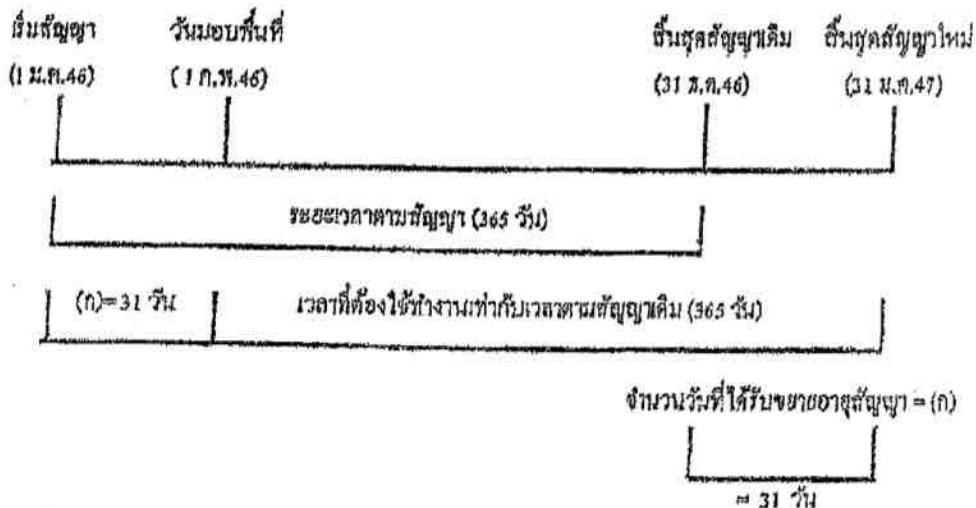 เริ่มสัญญา วันมอบพื้นที่ สิ้นสุดสัญญาเดิม สิ้นสุดสัญญาใหม่
(1 ม.ค.46) (1 ก.พ.46) (31 ธ.ค.46) (31 ม.ค.47)
ระยะเวลาตามสัญญา (365 วัน)
(ก)=31 วัน เวลาที่ต้องใช้ทำงานเท่ากับเวลาตามสัญญาเดิม (365 วัน)
จำนวนวันที่ได้รับขยายอายุสัญญา = (ก)
= 31 วัน